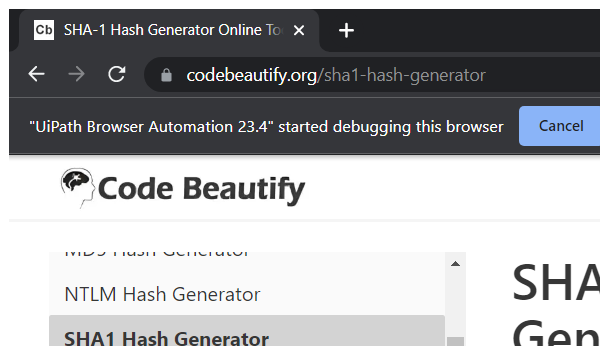 Cb SHA-1 Hash Generator Online To
codebeautify.org/sha1-hash-generator
"UiPath Browser Automation 23.4" started debugging this browser
Cancel
Code Beautify
MD5 Hash Generator
NTLM Hash Generator
SHA1 Hash Generator
SHA
Gen